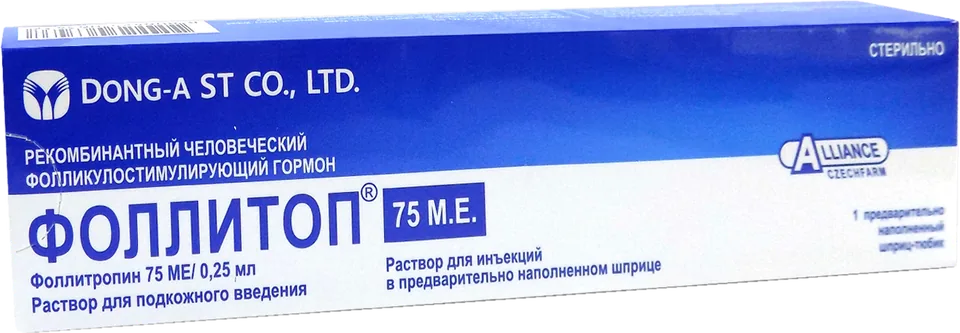 СТЕРИЛЬНО
DONG-A ST CO., LTD.
РЕКОМБИНАНТНЫЙ ЧЕЛОВЕЧЕСКИЙ
ФОЛЛИКУЛОСТИМУЛИРУЮЩИЙ ГОРМОН
ALLIANCE
CZECHFARM
ФОЛЛИТОП® 75 М.Е.
Фоллитропин 75 МЕ/ 0,25 мл
Раствор для подкожного введения
Раствор для инъекций
в предварительно наполненном шприце
1 предварительно
наполненный
шприц-тюбик